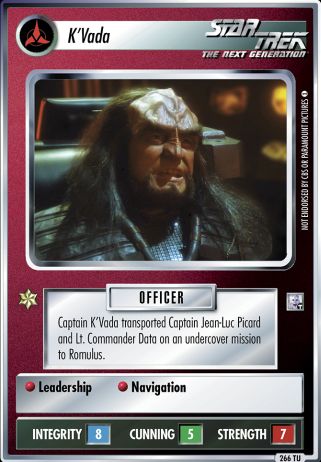 K'Vada
STAR TREK
THE NEXT GENERATION
NOT ENDORSED BY CBS OR PARAMOUNT PICTURES
OFFICER
Captain K'Vada transported Captain Jean-Luc Picard
and Lt. Commander Data on an undercover mission
to Romulus.
Leadership
Navigation
INTEGRITY 8 CUNNING 5 STRENGTH 7
266 TU